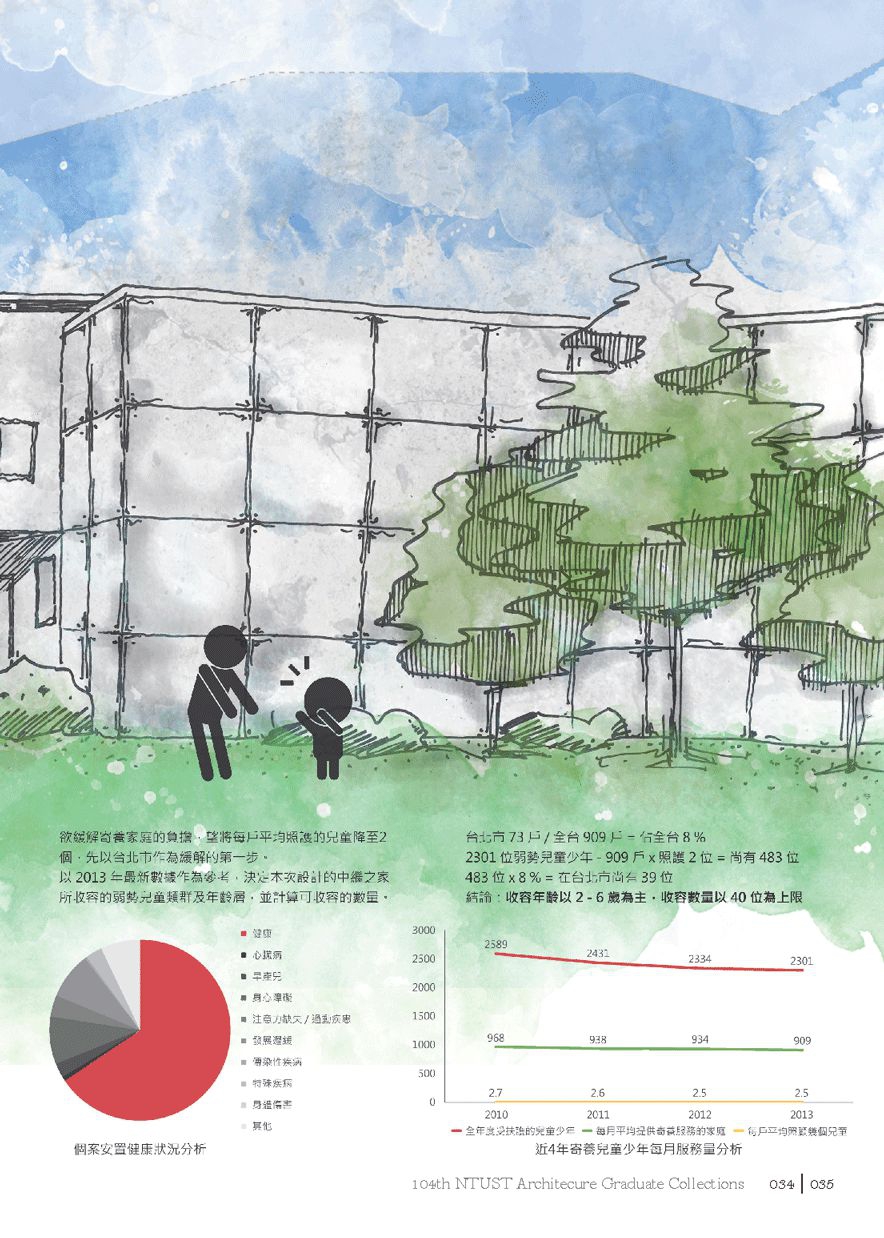 欲緩解寄養家庭的負擔，望將每戶平均照護的兒童降至2
個，先以台北市作為緩解的第一步。
以 2013 年最新數據作為參考，決定本次設計的中繼之家
所收容的弱勢兒童類群及年齡層，並計算可收容的數量。
台北市 73 戶 / 全台 909 戶 = 佔全台 8 %
2301 位弱勢兒童少年 - 909 戶 x 照護 2 位 = 尚有 483 位
483 位 x 8 % = 在台北市尚有 39 位
結論：收容年齡以 2 - 6 歲為主，收容數量以 40 位為上限
健康
心臟病
早產兒
身心障礙
注意力缺失 / 過動疾患
發展遲緩
傳染性疾病
特殊疾病
身體傷害
其他
個案安置健康狀況分析
3000
2500
2000
1500
1000
500
0
2589
2431
2334
2301
968
938
934
909
2.7
2.6
2.5
2.5
2010
2011
2012
2013
全年度受扶護的兒童少年
每月平均提供寄養服務的家庭
每戶平均照顧幾個兒童
近4年寄養兒童少年每月服務量分析
104th NTUST Architecure Graduate Collections
034 | 035